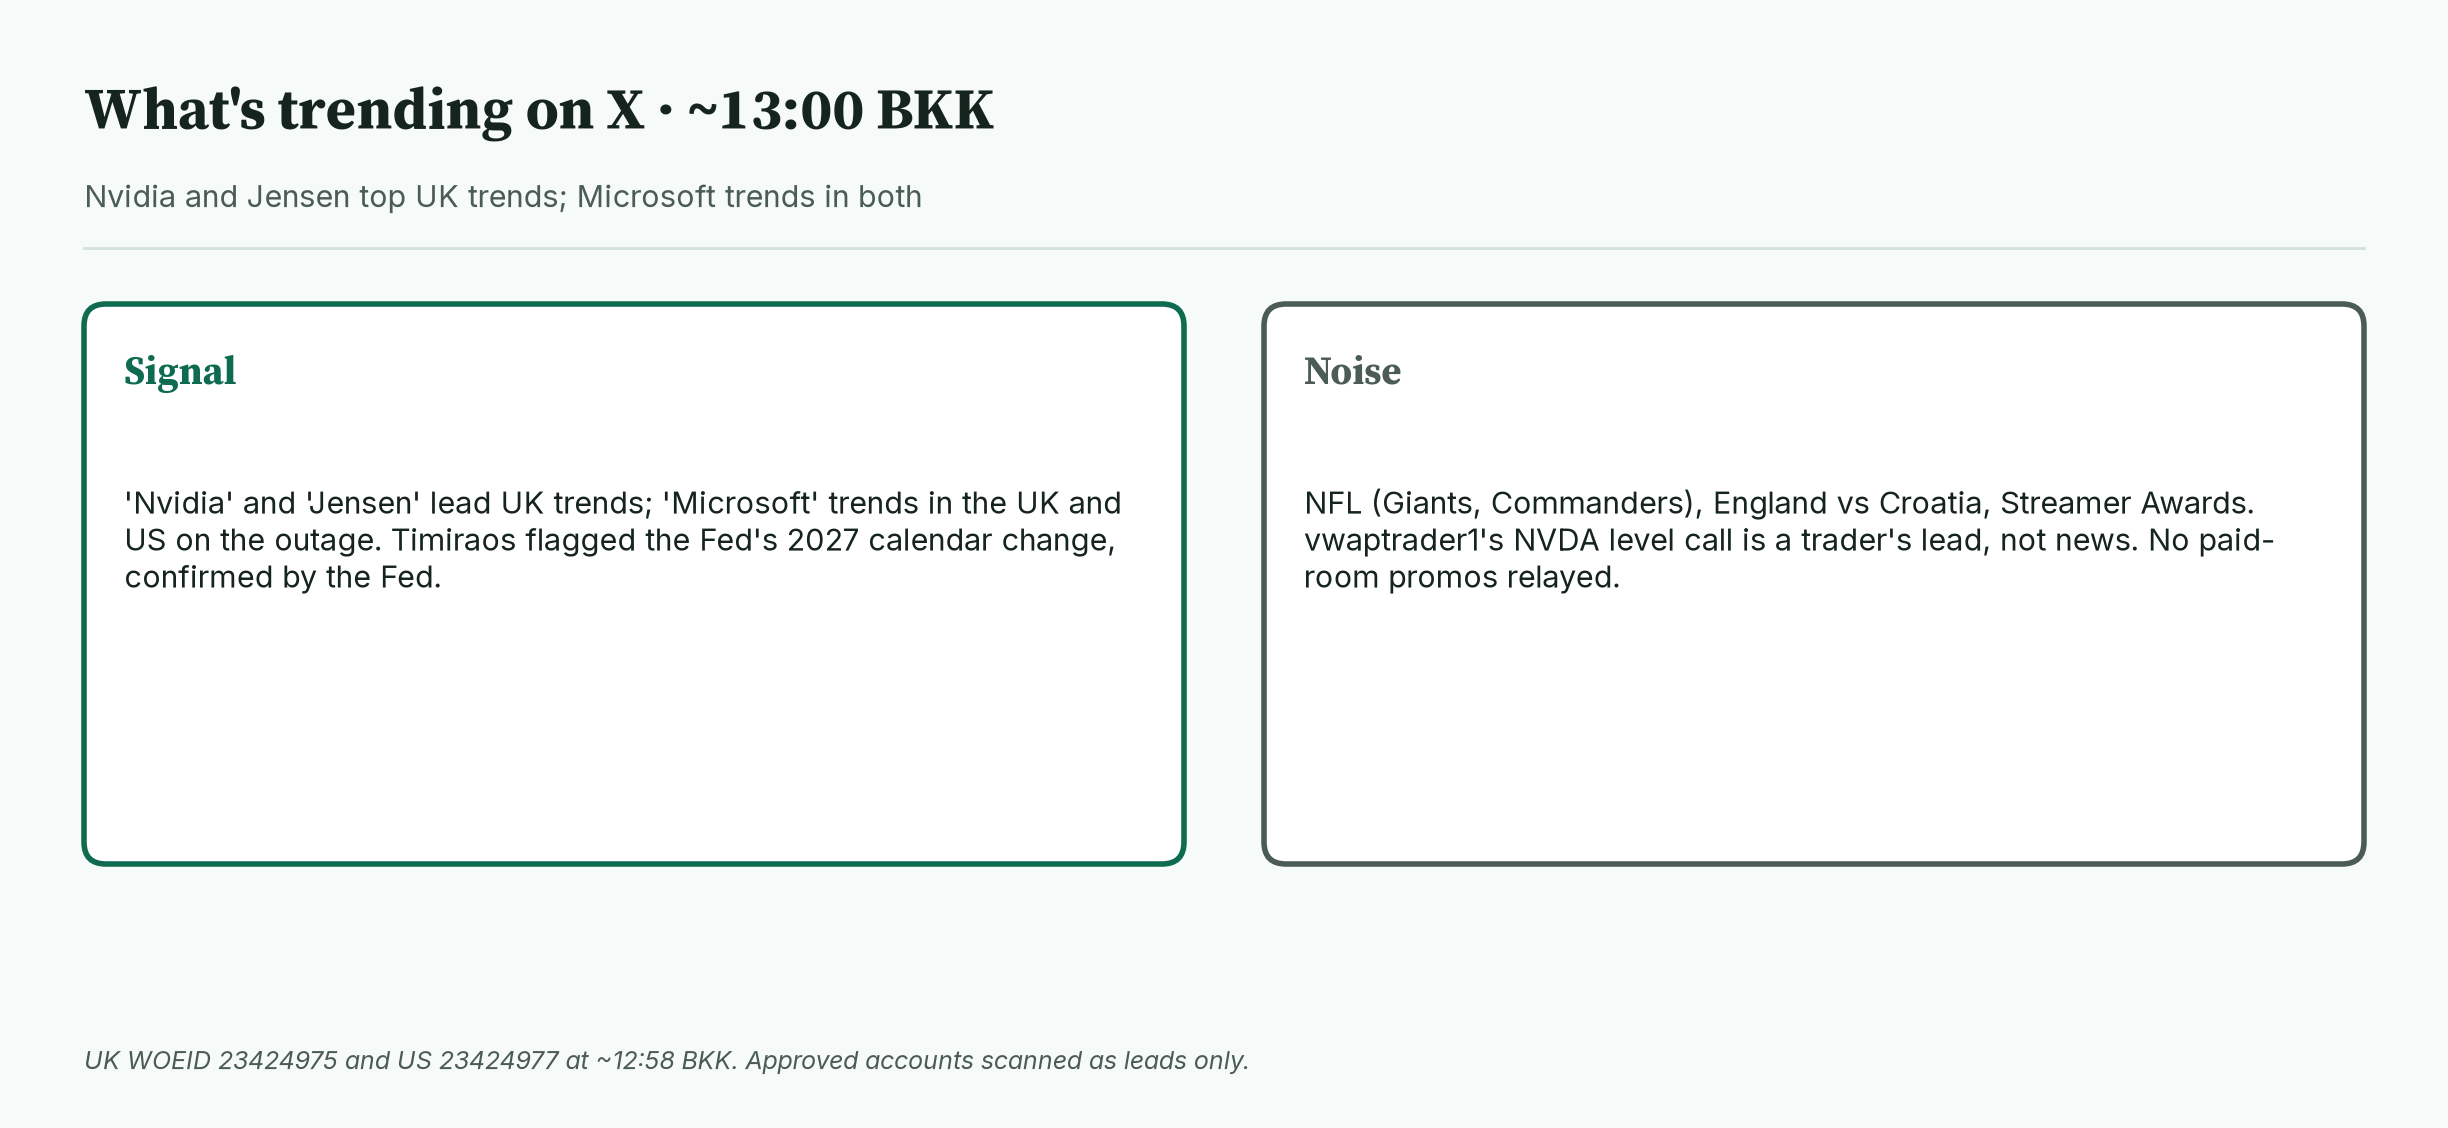 What's trending on X · ~13:00 BKK
Nvidia and Jensen top UK trends; Microsoft trends in both
Signal
'Nvidia' and 'Jensen' lead UK trends; 'Microsoft' trends in the UK and
US on the outage. Timiraos flagged the Fed's 2027 calendar change,
confirmed by the Fed.
Noise
NFL (Giants, Commanders), England vs Croatia, Streamer Awards.
vwaptrader1's NVDA level call is a trader's lead, not news. No paid-
room promos relayed.
UK WOEID 23424975 and US 23424977 at ~12:58 BKK. Approved accounts scanned as leads only.